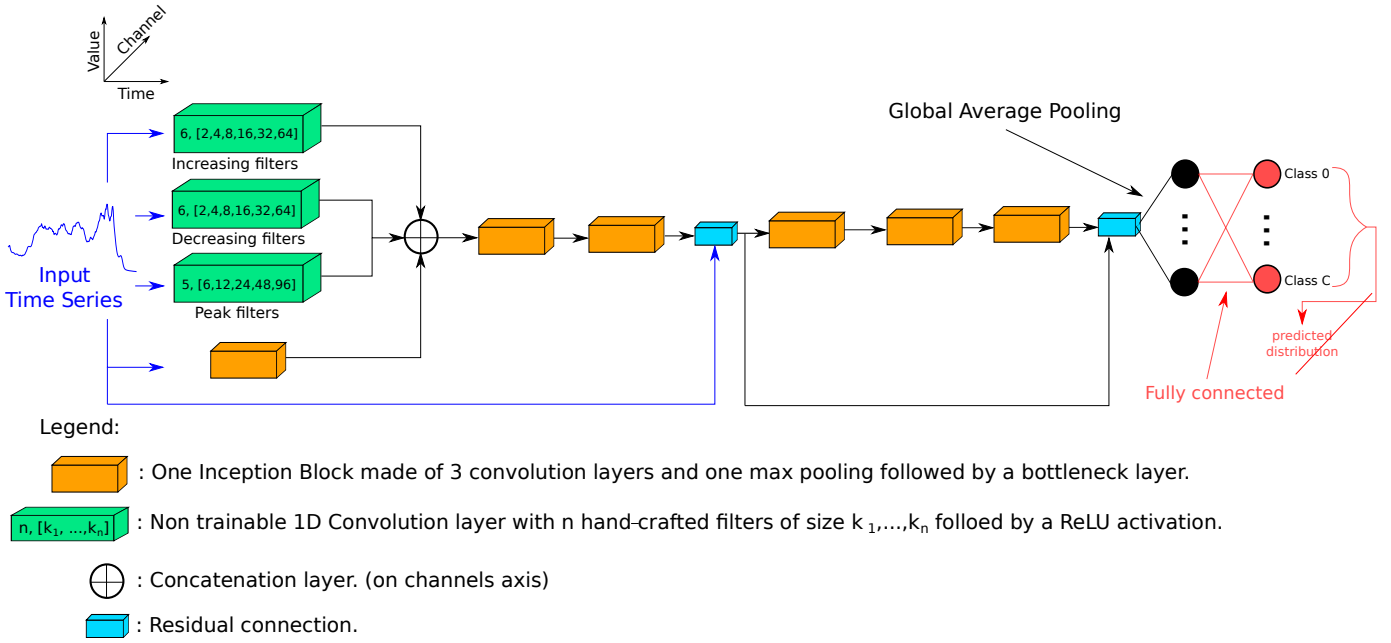 Value
Channel
Time
6, [2,4,8,16,32,64]
Increasing filters
6, [2,4,8,16,32,64]
Decreasing filters
5, [6,12,24,48,96]
Peak filters
Input
Time Series
Global Average Pooling
Class 0
Class C
predicted
distribution
Fully connected
Legend:
: One Inception Block made of 3 convolution layers and one max pooling followed by a bottleneck layer.
n, [k₁, ...,kₙ]
: Non trainable 1D Convolution layer with n hand-crafted filters of size k ₁,...,kₙ folloed by a ReLU activation.
: Concatenation layer. (on channels axis)
: Residual connection.